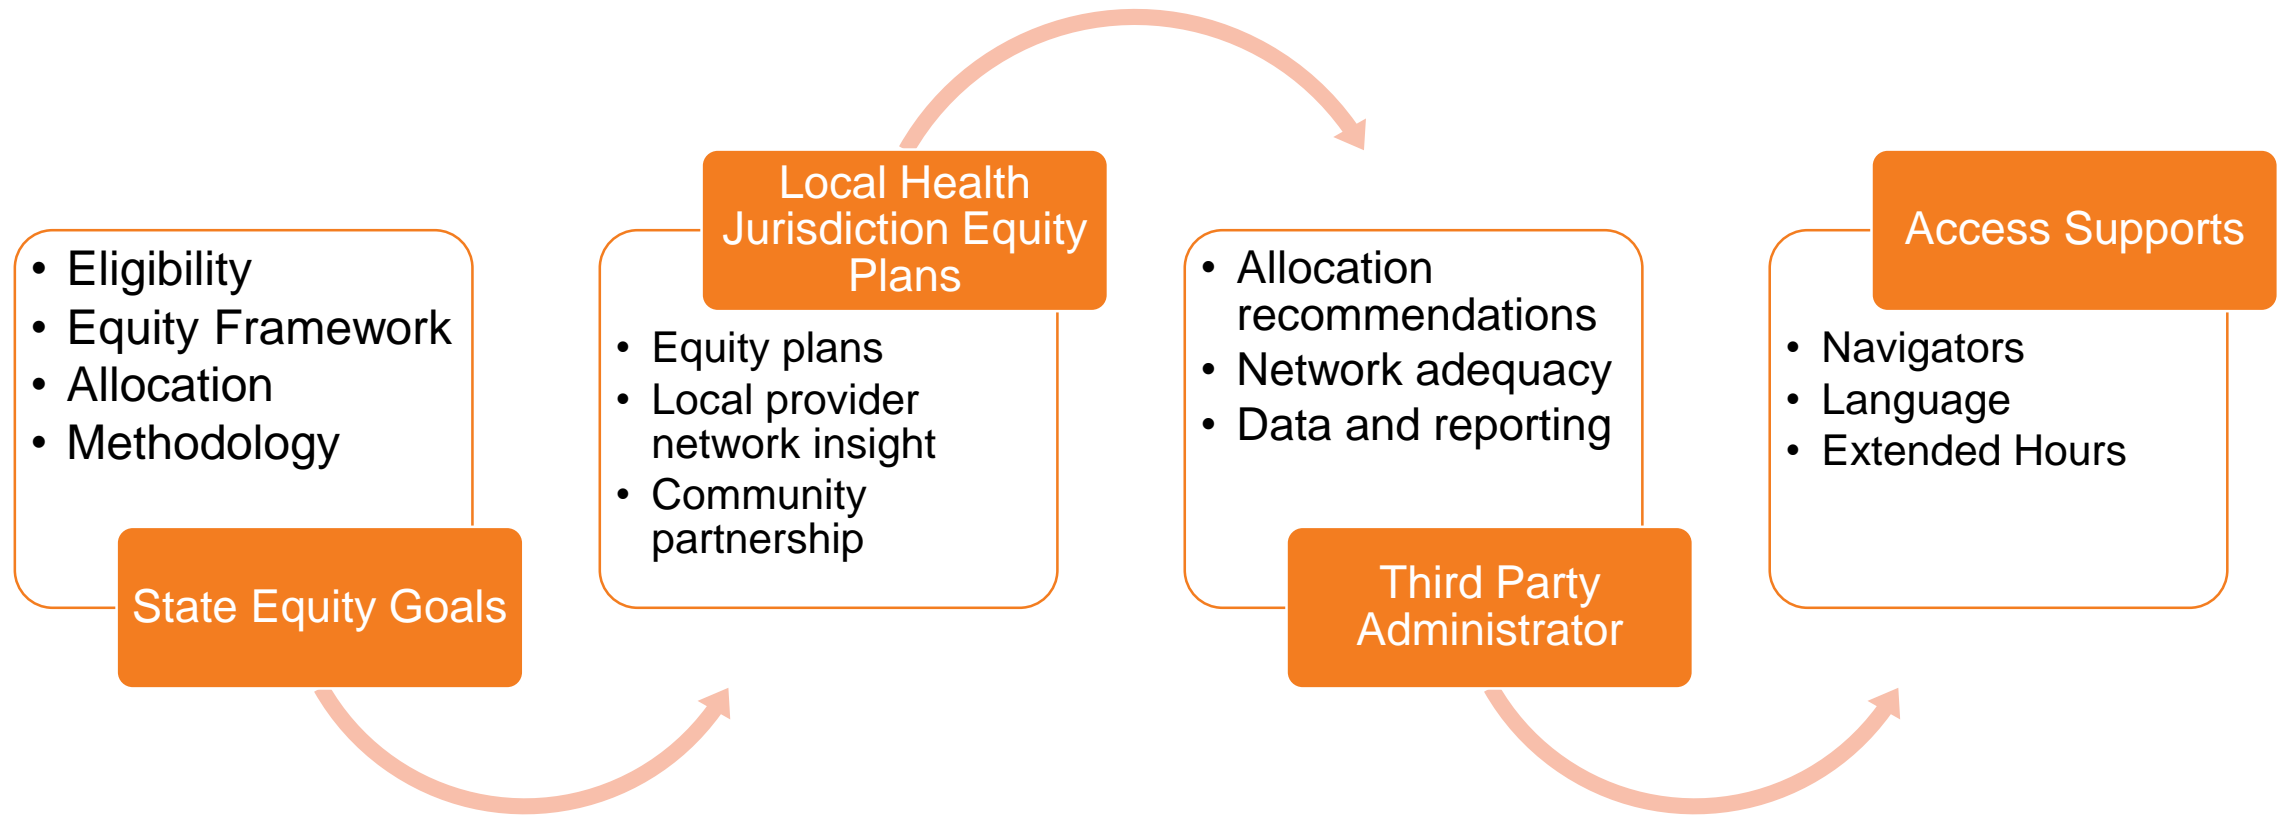 • Eligibility
• Equity Framework
• Allocation
• Methodology
State Equity Goals
Local Health
Jurisdiction Equity
Plans
• Equity plans
• Local provider
network insight
• Community
partnership
• Allocation
recommendations
• Network adequacy
• Data and reporting
Third Party
Administrator
Access Supports
• Navigators
• Language
• Extended Hours